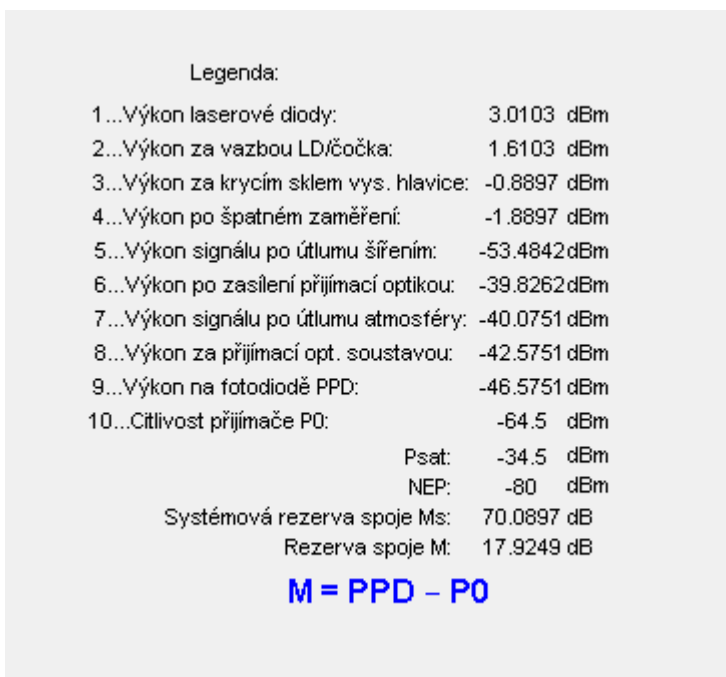 Legenda:
1...Výkon laserové diody: 3.0103 dBm
2...Výkon za vazbou LD/čočka: 1.6103 dBm
3...Výkon za krycím sklem vys. hlavice: -0.8897 dBm
4...Výkon po špatném zaměření: -1.8897 dBm
5...Výkon signálu po útlumu šířením: -53.4842dBm
6...Výkon po zasílení přijímací optikou: -39.8262dBm
7...Výkon signálu po útlumu atmosféry: -40.0751dBm
8...Výkon za přijímací opt. soustavou: -42.5751dBm
9...Výkon na fotodiodě PPD: -46.5751dBm
10...Citlivost přijímače P0: -64.5 dBm
Psat: -34.5 dBm
NEP: -80 dBm
Systémová rezerva spoje Ms: 70.0897 dB
Rezerva spoje M: 17.9249 dB
M = PPD – P0